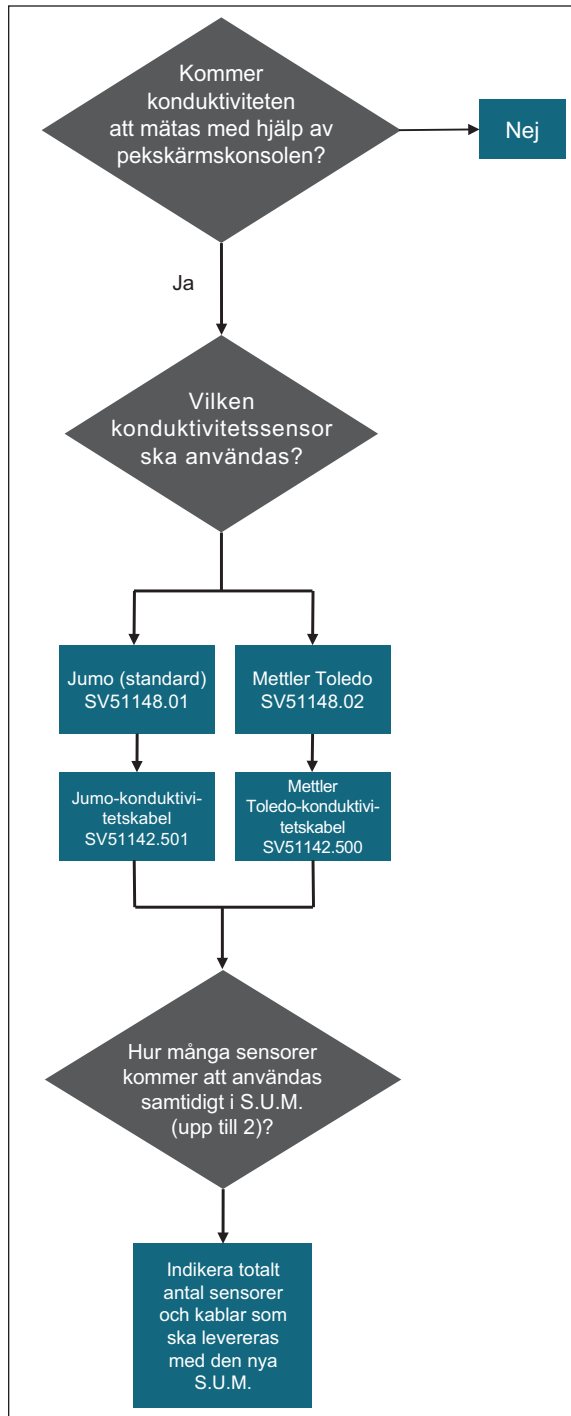 Kommer
konduktiviteten
att mätas med hjälp av
pekskärmskonsolen?
Nej
Ja
Vilken
konduktivitetssensor
ska användas?
Jumo (standard)
SV51148.01
Mettler Toledo
SV51148.02
Jumo-konduktivi-
tetskabel
SV51142.501
Mettler
Toledo-konduktivi-
tetskabel
SV51142.500
Hur många sensorer
kommer att användas
samtidigt i S.U.M.
(upp till 2)?
Indikera totalt
antal sensorer
och kablar som
ska levereras
med den nya
S.U.M.